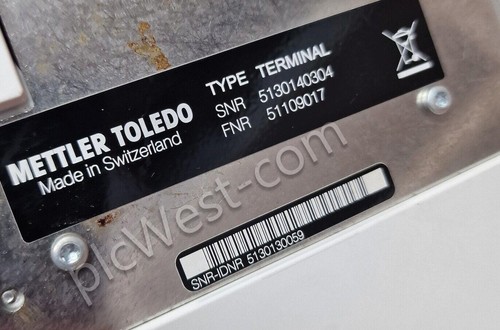 METTLER TOLEDO
Made in Switzerland
TYPE TERMINAL
SNR 5130140304
FNR 51109017
SNR-IDNR 5130130059
plcWest-com